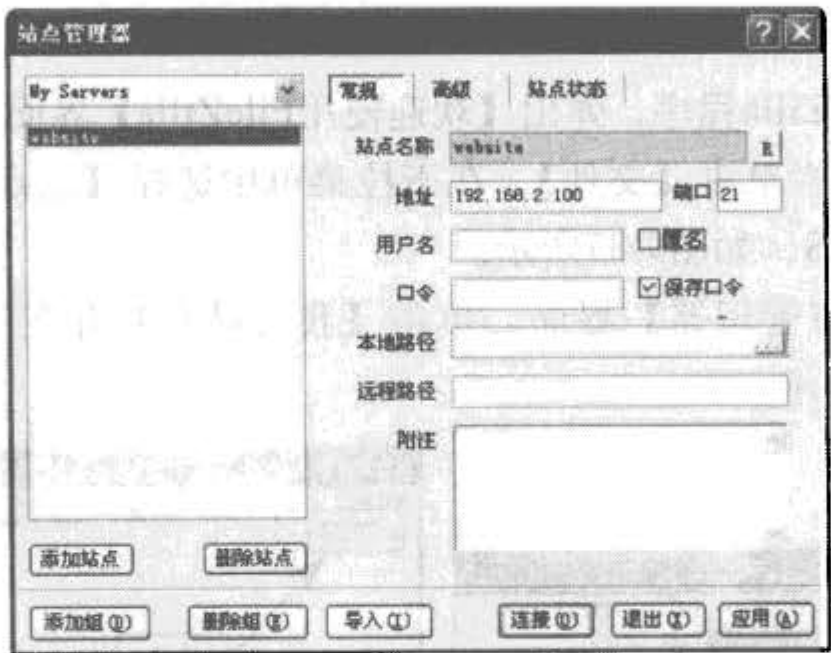 站点管理器
My Servers
常规 高级 站点状态
website
站点名称 website R
地址 192.168.2.100 端口 21
用户名 匿名
口令 保存口令
本地路径 ...
远程路径
附注
添加站点 删除站点
添加组(D) 删除组(E) 导入(I) 连接(O) 退出(X) 应用(A)